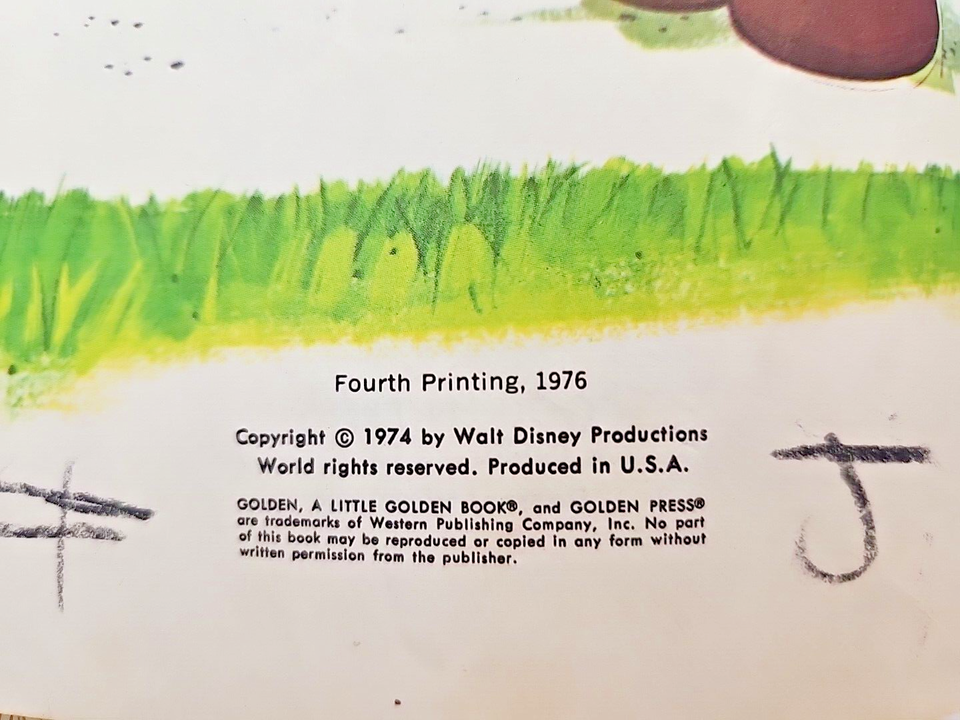 Fourth Printing, 1976
Copyright © 1974 by Walt Disney Productions
World rights reserved. Produced in U.S.A.
GOLDEN, A LITTLE GOLDEN BOOK®, and GOLDEN PRESS®
are trademarks of Western Publishing Company, Inc. No part
of this book may be reproduced or copied in any form without
written permission from the publisher.
J